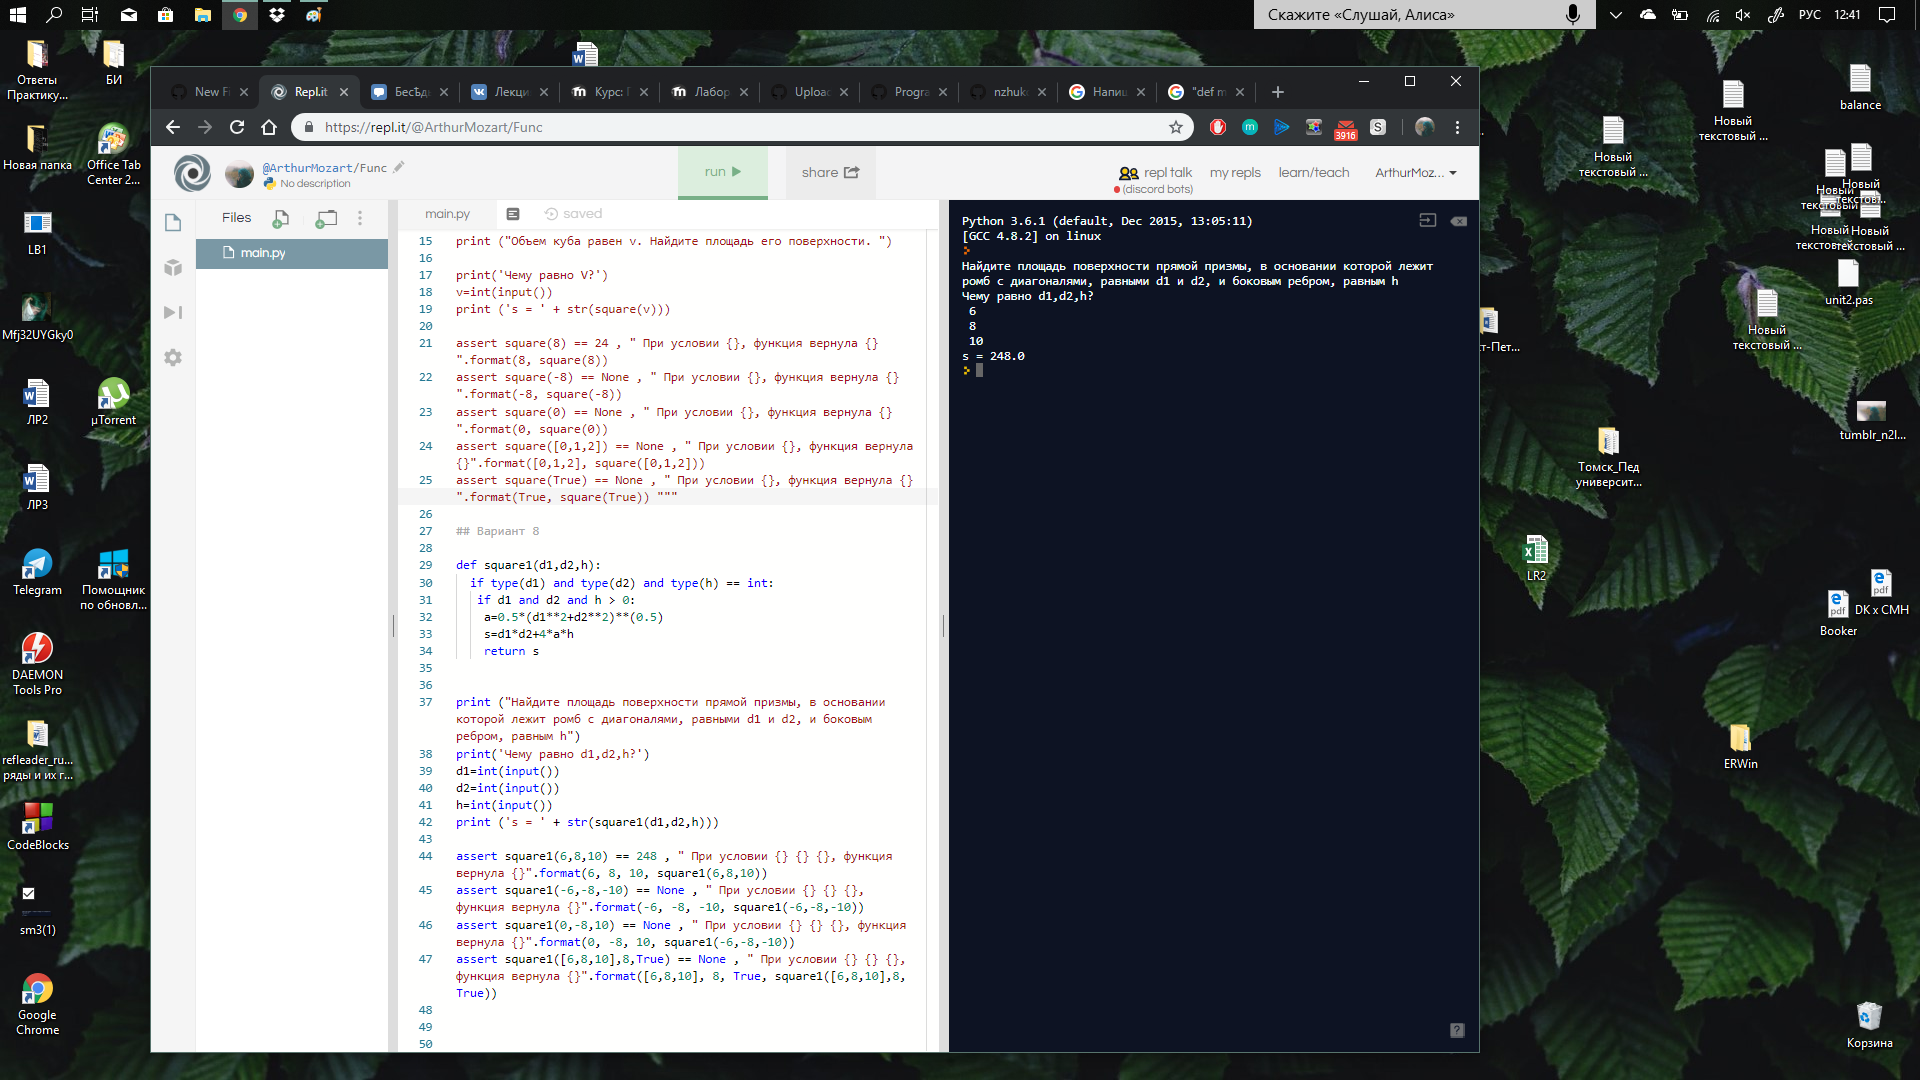 Скажите «Слушай, Алиса»
РУС
12:41
Ответы
Практику...
БИ
Новая папка
Office Tab
Center 2...
LB1
Mfj32UYGky0
ЛР2
µTorrent
ЛР3
Telegram
Помощник
по обновл...
DAEMON
Tools Pro
refleader_ru...
ряды и их г...
CodeBlocks
sm3(1)
Google
Chrome
New Fi
Repl.it
Бесѣды
Лекци
Курс: П
Лабор
Upload
Progra
nzhuk
Напиш
"def m
https://repl.it/@ArthurMozart/Func
3916
@ArthurMozart/Func
No description
run
share
repl talk
(discord bots)
my repls
learn/teach
ArthurMoz...
Files
main.py
main.py
saved
15 print ("Объем куба равен v. Найдите площадь его поверхности. ")
16
17 print('Чему равно V?')
18 v=int(input())
19 print ('s = ' + str(square(v)))
20
21 assert square(8) == 24 , " При условии {}, функция вернула {}
".format(8, square(8))
22 assert square(-8) == None , " При условии {}, функция вернула {}
".format(-8, square(-8))
23 assert square(0) == None , " При условии {}, функция вернула {}
".format(0, square(0))
24 assert square([0,1,2]) == None , " При условии {}, функция вернула
{}".format([0,1,2], square([0,1,2]))
25 assert square(True) == None , " При условии {}, функция вернула {}
".format(True, square(True)) """
26
27 ## Вариант 8
28
29 def square1(d1,d2,h):
30 if type(d1) and type(d2) and type(h) == int:
31 if d1 and d2 and h > 0:
32 a=0.5*(d1**2+d2**2)**(0.5)
33 s=d1*d2+4*a*h
34 return s
35
36
37 print ("Найдите площадь поверхности прямой призмы, в основании
которой лежит ромб с диагоналями, равными d1 и d2, и боковым
ребром, равным h")
38 print('Чему равно d1,d2,h?')
39 d1=int(input())
40 d2=int(input())
41 h=int(input())
42 print ('s = ' + str(square1(d1,d2,h)))
43
44 assert square1(6,8,10) == 248 , " При условии {} {} {}, функция
вернула {}".format(6, 8, 10, square1(6,8,10))
45 assert square1(-6,-8,-10) == None , " При условии {} {} {},
функция вернула {}".format(-6, -8, -10, square1(-6,-8,-10))
46 assert square1(0,-8,10) == None , " При условии {} {} {}, функция
вернула {}".format(0, -8, 10, square1(-6,-8,-10))
47 assert square1([6,8,10],8,True) == None , " При условии {} {} {},
функция вернула {}".format([6,8,10], 8, True, square1([6,8,10],8,
True))
48
49
50
Python 3.6.1 (default, Dec 2015, 13:05:11)
[GCC 4.8.2] on linux
Найдите площадь поверхности прямой призмы, в основании которой лежит
ромб с диагоналями, равными d1 и d2, и боковым ребром, равным h
Чему равно d1,d2,h?
6
8
10
s = 248.0
?
balance
Новый
текстовый ...
Новый
текстовый ...
Новый
Новый
текстов...
Новый
Новый
текстовый ...
unit2.pas
Новый
текстовый ...
т-Пет...
tumblr_n2l...
Томск_Пед
университ...
LR2
Booker
DK x CMH
ERWin
Корзина